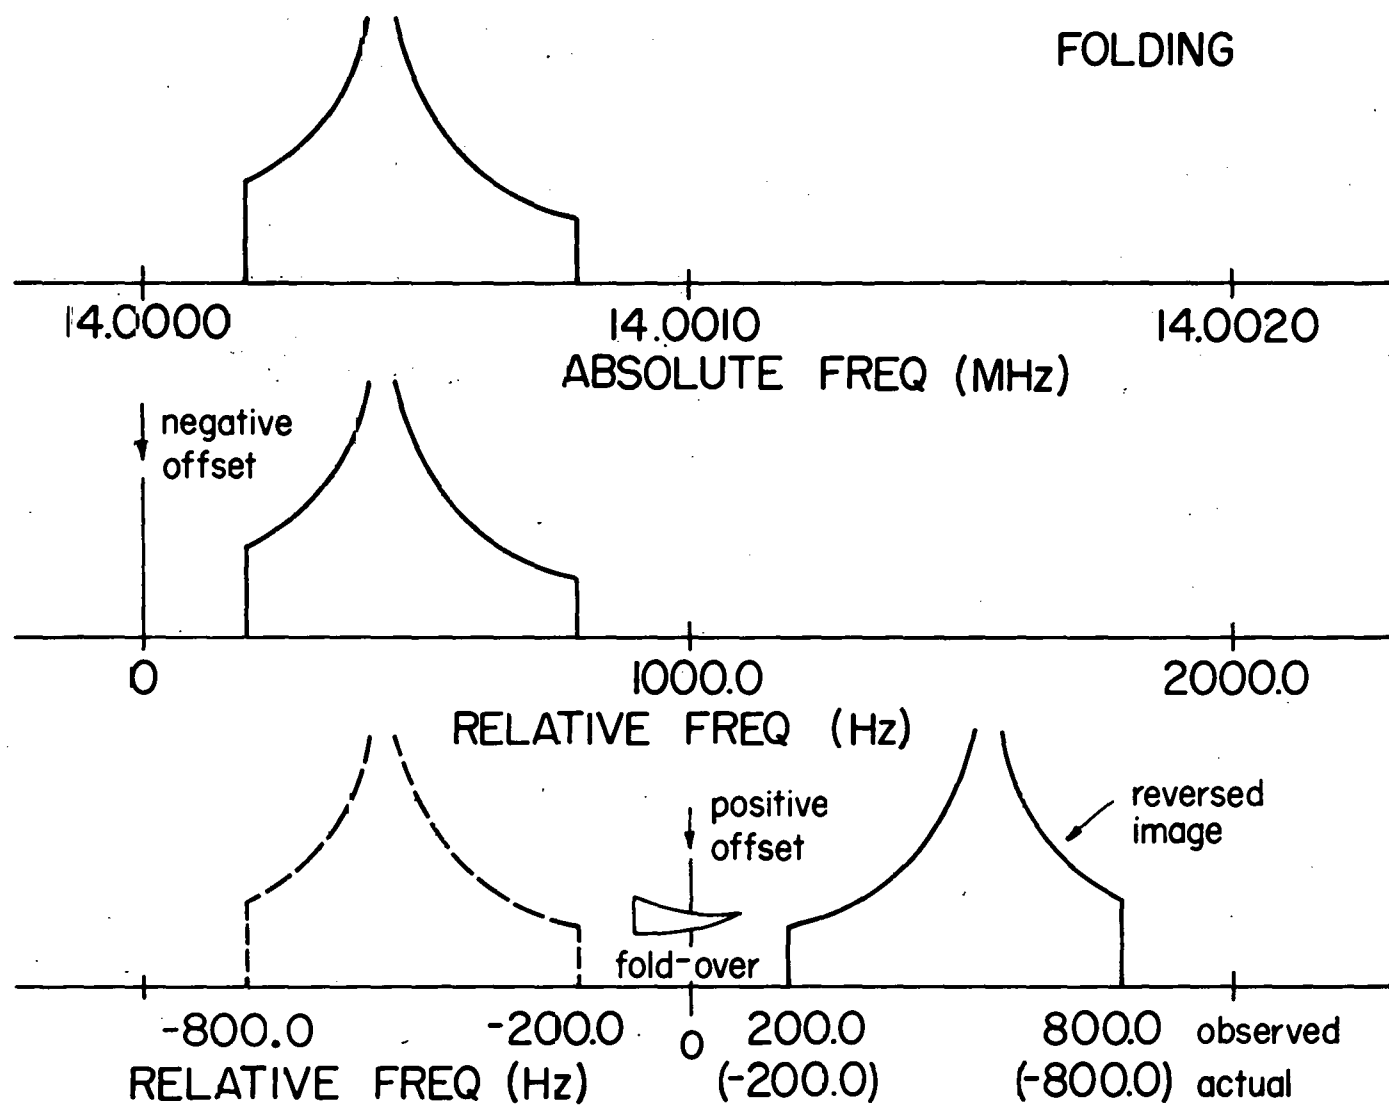 FOLDING
14.0000 14.0010 14.0020
ABSOLUTE FREQ (MHz)
negative
offset
0 1000.0 2000.0
RELATIVE FREQ (Hz)
positive
offset
reversed
image
fold-over
-800.0 -200.0 0 200.0 800.0 observed
RELATIVE FREQ (Hz) (-200.0) (-800.0) actual